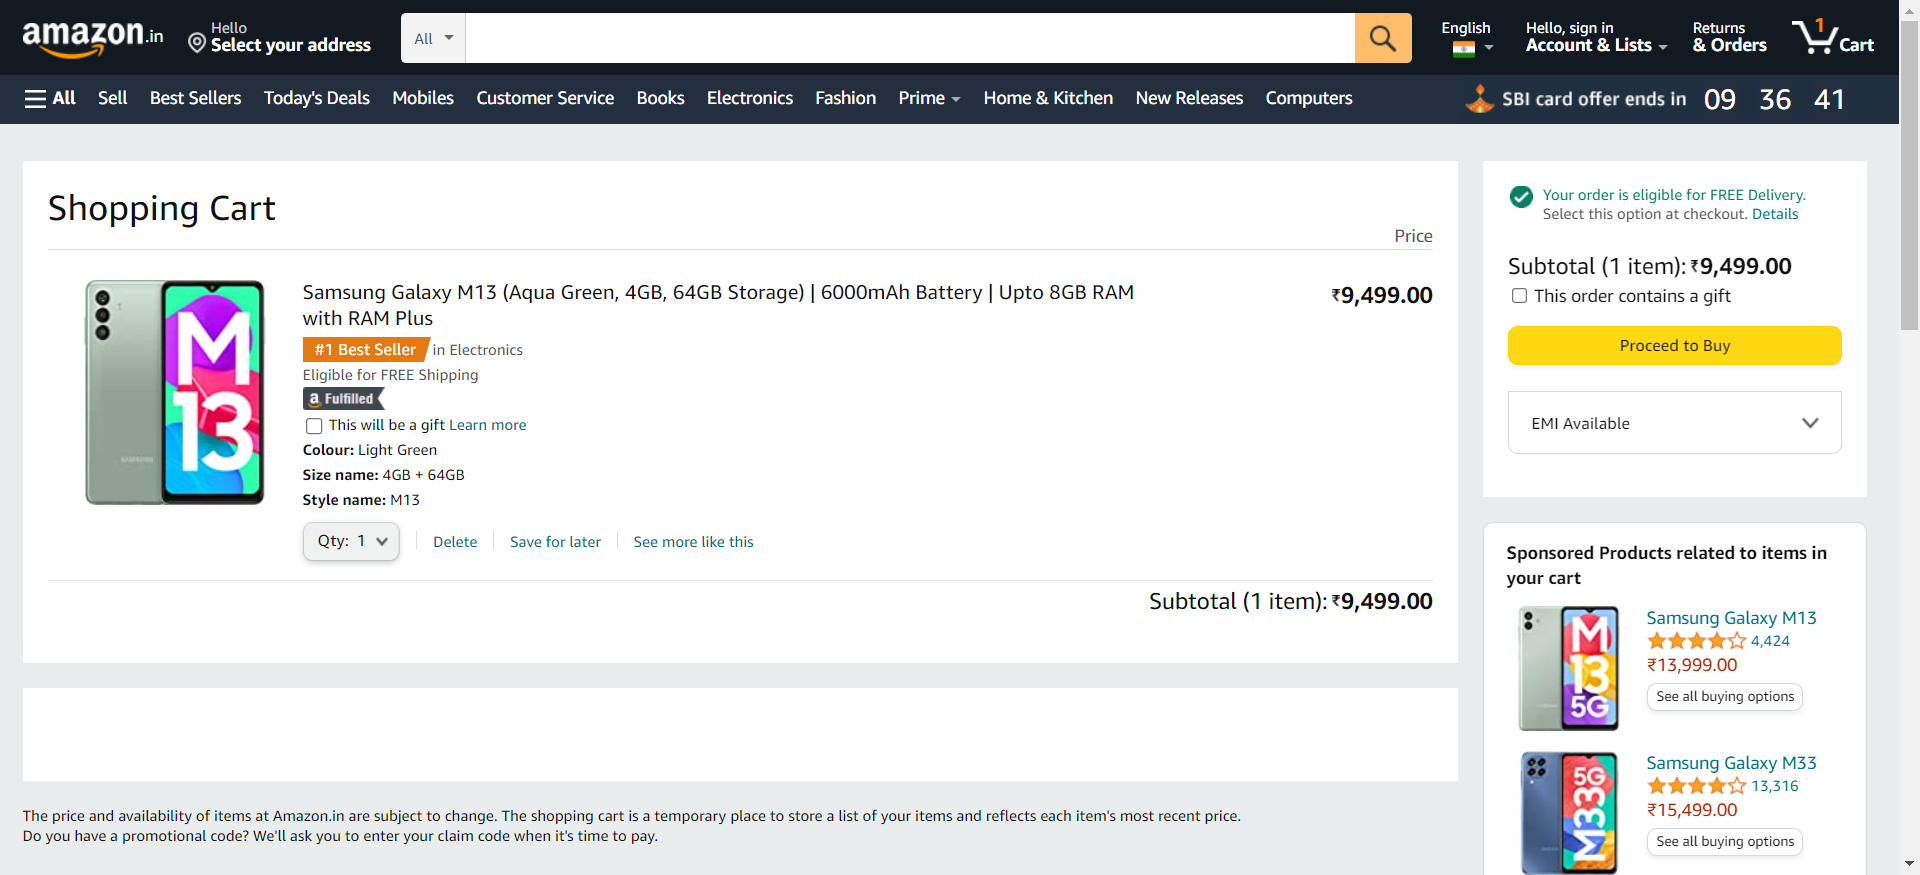 amazon.in
Hello
Select your address
All
English
Hello, sign in
Account & Lists
Returns
& Orders
1
Cart
All Sell Best Sellers Today's Deals Mobiles Customer Service Books Electronics Fashion Prime Home & Kitchen New Releases Computers
SBI card offer ends in 09 36 41
Shopping Cart
Price
Samsung Galaxy M13 (Aqua Green, 4GB, 64GB Storage) | 6000mAh Battery | Upto 8GB RAM
with RAM Plus
₹9,499.00
#1 Best Seller in Electronics
Eligible for FREE Shipping
a Fulfilled
This will be a gift Learn more
Colour: Light Green
Size name: 4GB + 64GB
Style name: M13
Qty: 1
Delete
Save for later
See more like this
M
13
SAMSUNG
Subtotal (1 item): ₹9,499.00
The price and availability of items at Amazon.in are subject to change. The shopping cart is a temporary place to store a list of your items and reflects each item's most recent price.
Do you have a promotional code? We'll ask you to enter your claim code when it's time to pay.
Your order is eligible for FREE Delivery.
Select this option at checkout. Details
Subtotal (1 item): ₹9,499.00
This order contains a gift
Proceed to Buy
EMI Available
Sponsored Products related to items in
your cart
M
13
5G
Samsung Galaxy M13
4,424
₹13,999.00
See all buying options
M33 5G
Samsung Galaxy M33
13,316
₹15,499.00
See all buying options